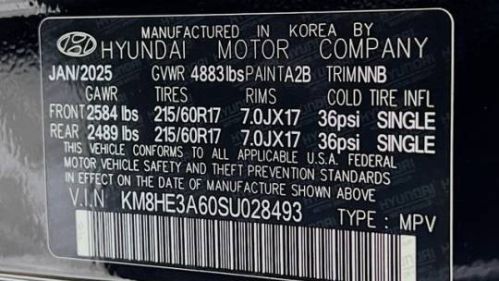 MANUFACTURED IN KOREA BY
HYUNDAI MOTOR COMPANY
JAN/2025 GVWR 4883lbs PAINTA2B TRIMNNB
GAWR TIRES RIMS COLD TIRE INFL
FRONT 2584 lbs 215/60R17 7.0JX17 36psi SINGLE
REAR 2489 lbs 215/60R17 7.0JX17 36psi SINGLE
THIS VEHICLE CONFORMS TO ALL APPLICABLE U.S.A. FEDERAL
MOTOR VEHICLE SAFETY AND THEFT PREVENTION STANDARDS
IN EFFECT ON THE DATE OF MANUFACTURE SHOWN ABOVE
V.I.N KM8HE3A60SU028493 TYPE : MPV